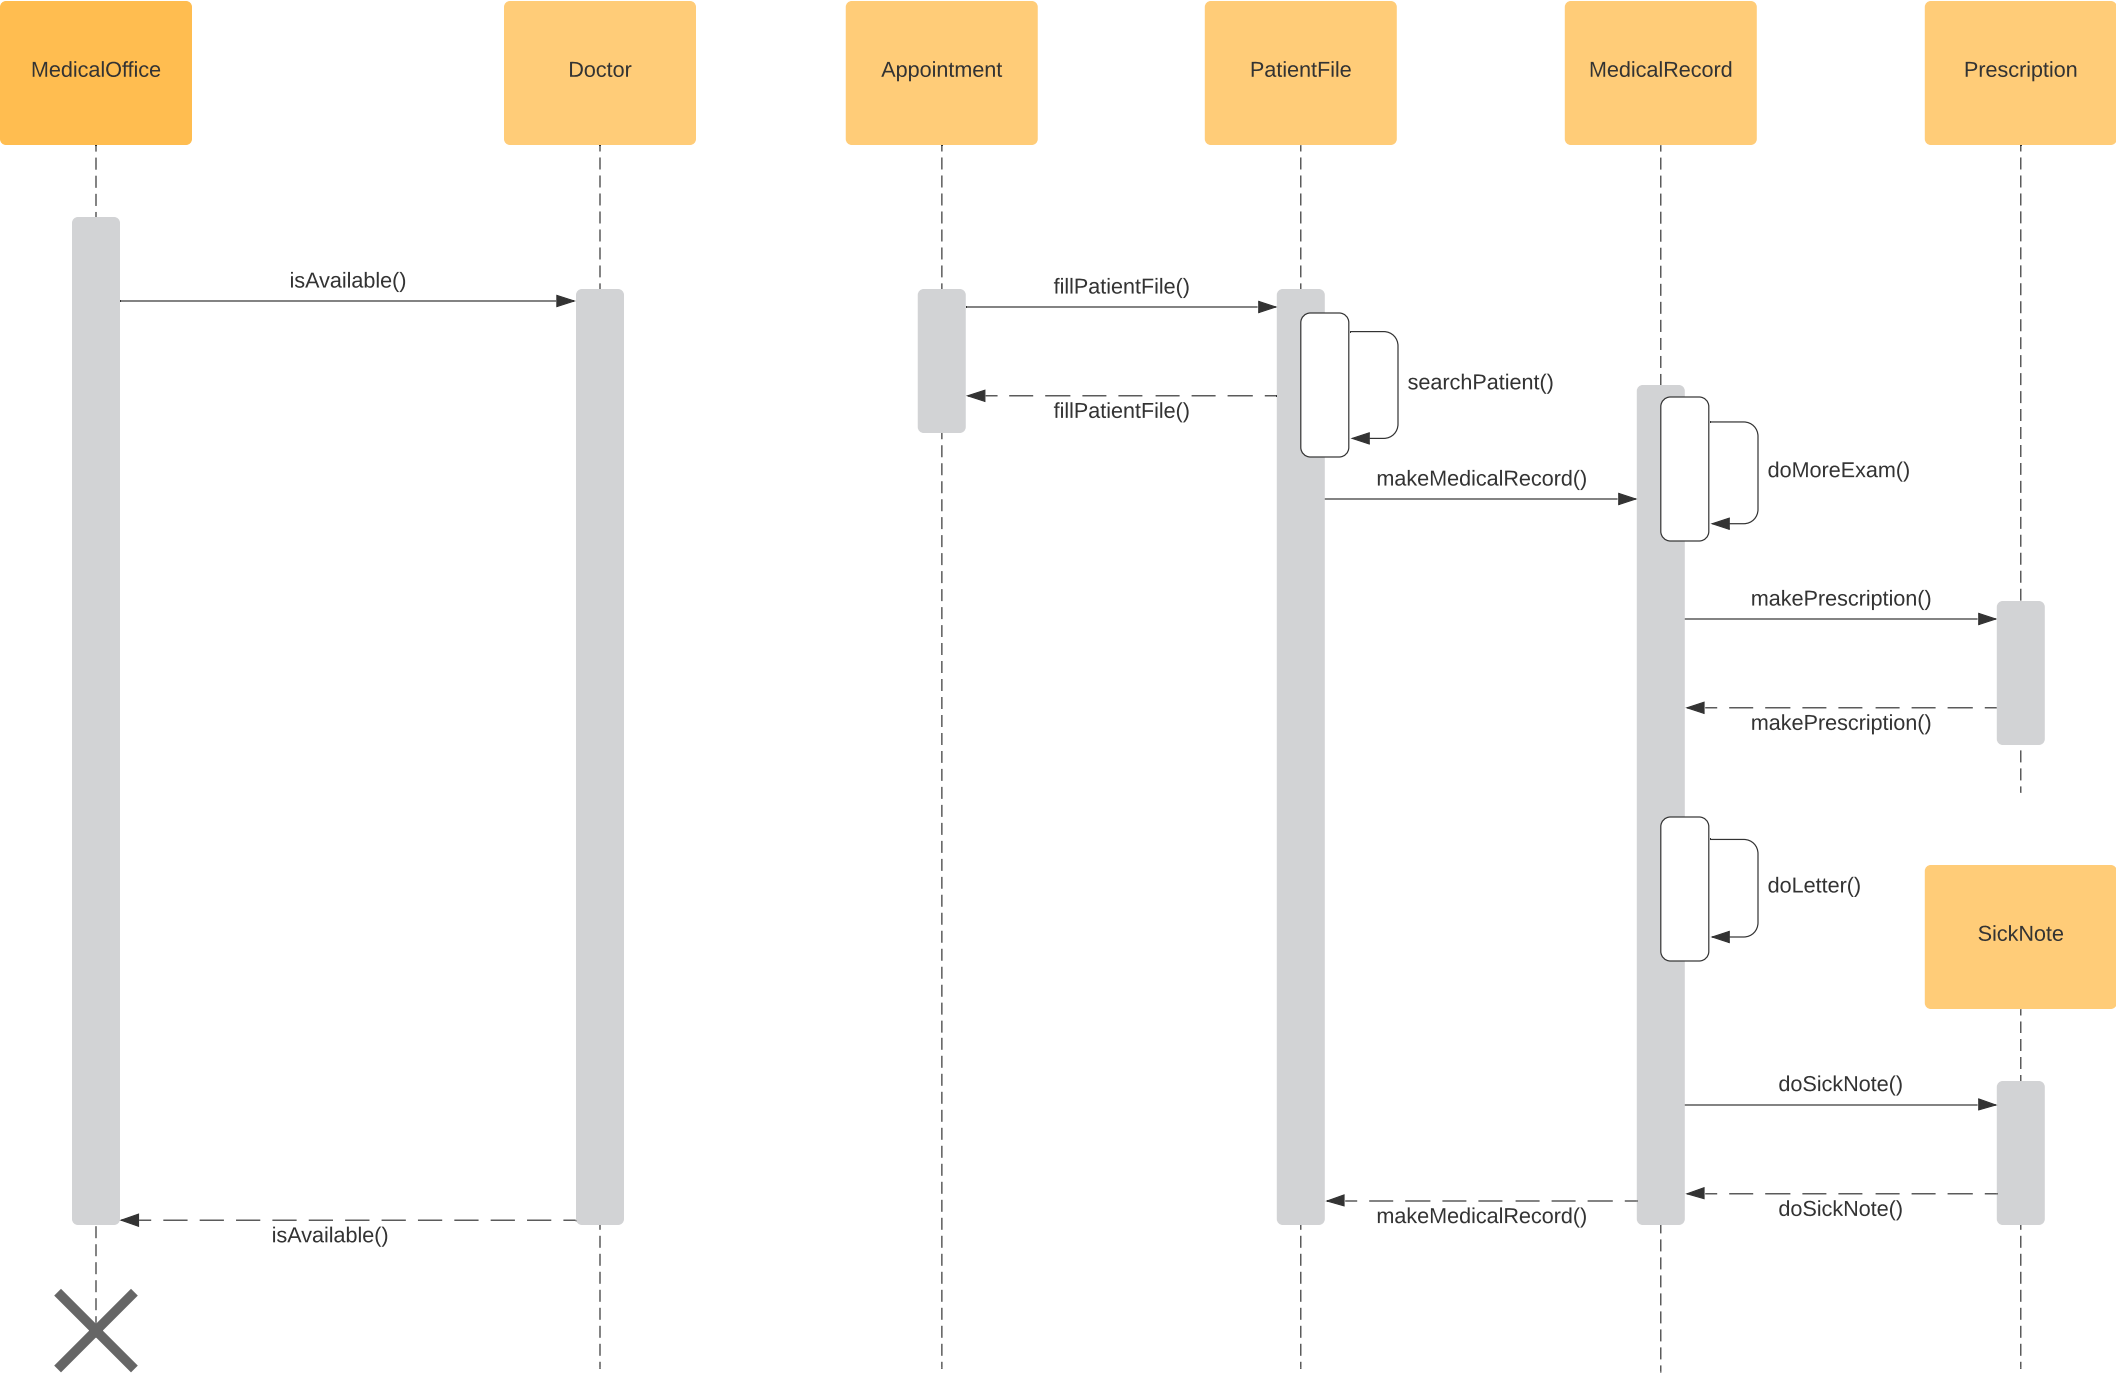 MedicalOffice
Doctor
Appointment
PatientFile
MedicalRecord
Prescription
isAvailable()
fillPatientFile()
searchPatient()
fillPatientFile()
doMoreExam()
makeMedicalRecord()
makePrescription()
makePrescription()
doLetter()
SickNote
doSickNote()
doSickNote()
makeMedicalRecord()
isAvailable()